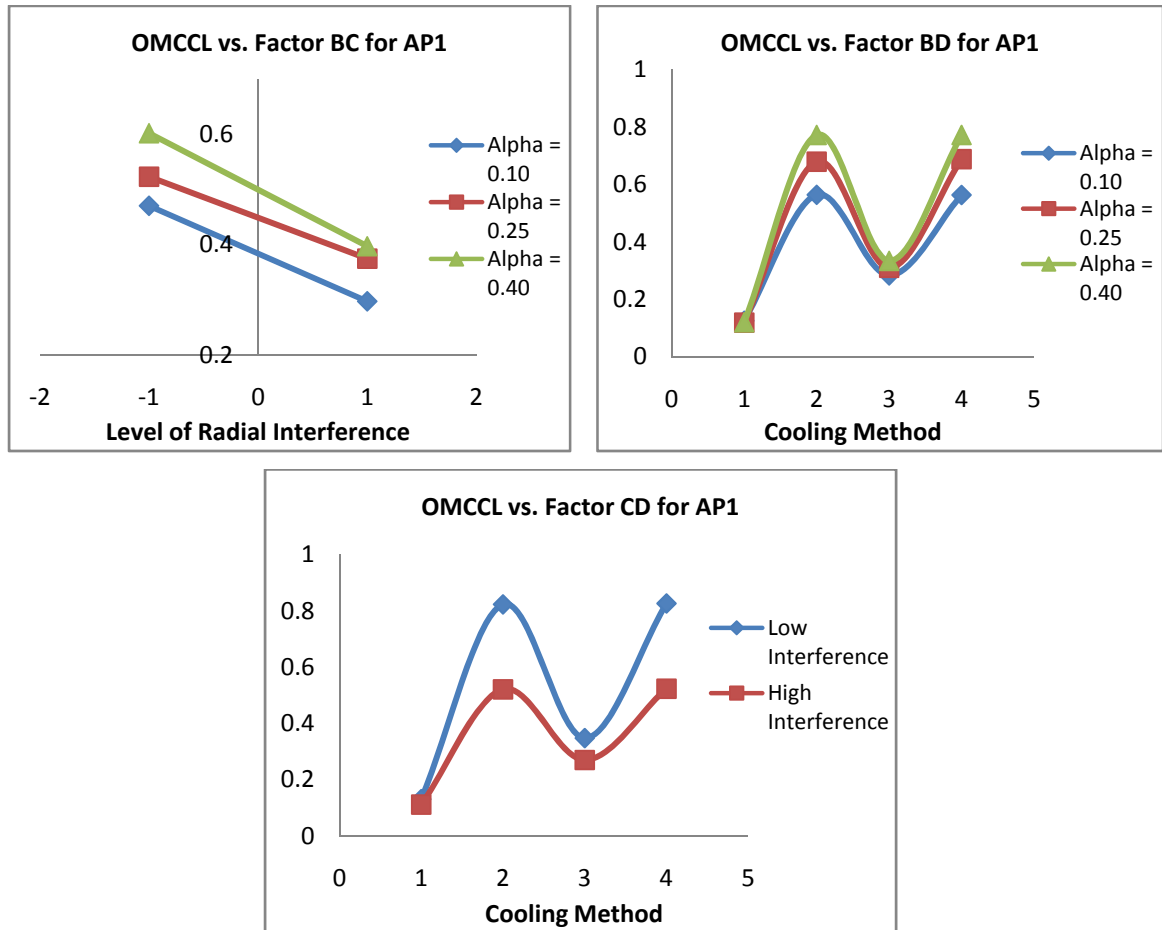 OMCCL vs. Factor BC for AP1
0.6
0.4
0.2
-2 -1 0 1 2
Level of Radial Interference
Alpha =
0.10
Alpha =
0.25
Alpha =
0.40
OMCCL vs. Factor BD for AP1
1
0.8
0.6
0.4
0.2
0
0 1 2 3 4 5
Cooling Method
Alpha =
0.10
Alpha =
0.25
Alpha =
0.40
OMCCL vs. Factor CD for AP1
1
0.8
0.6
0.4
0.2
0
0 1 2 3 4 5
Cooling Method
Low
Interference
High
Interference